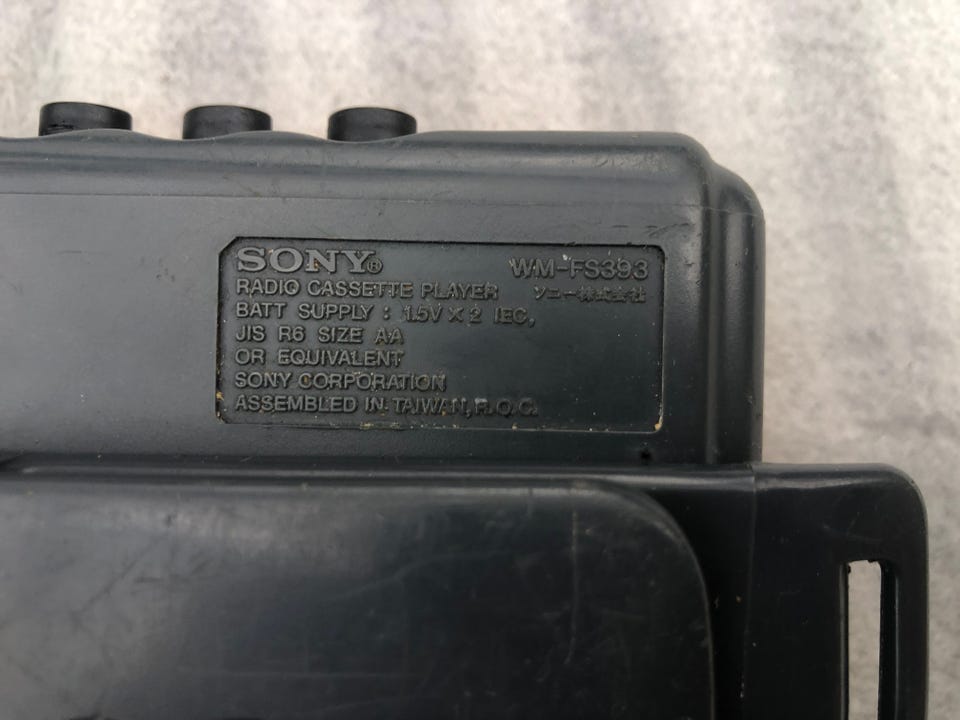 SONY® WM-FS393
RADIO CASSETTE PLAYER ソニー株式会社
BATT SUPPLY : 1.5V X 2 IEC,
JIS R6 SIZE AA
OR EQUIVALENT
SONY CORPORATION
ASSEMBLED IN TAIWAN, R.O.C.